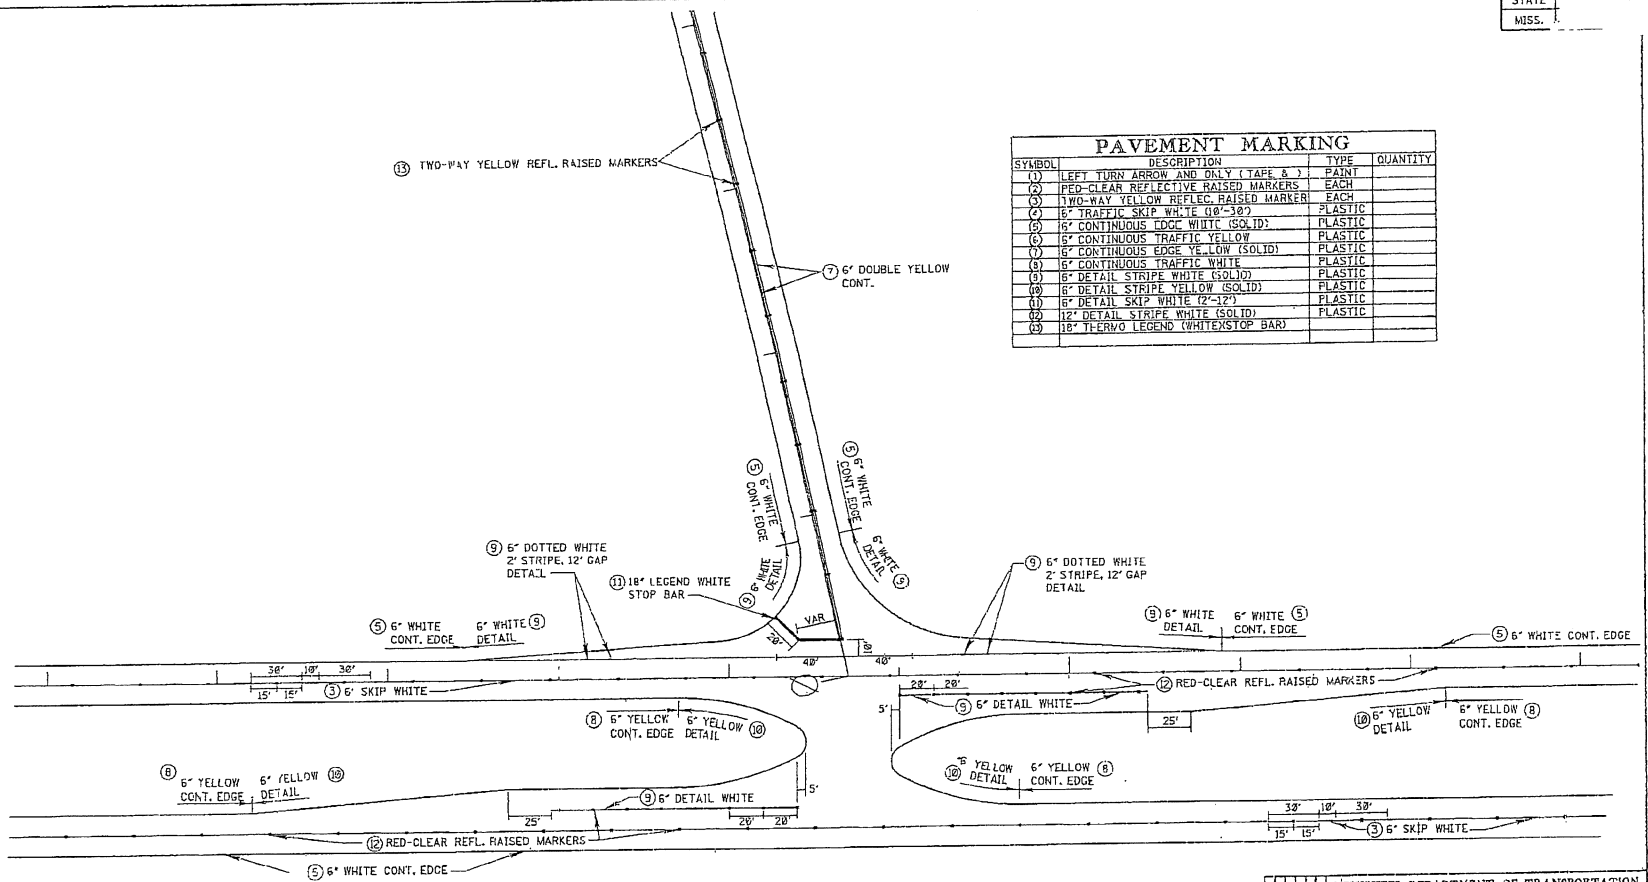 STATE
MISS.
PAVEMENT MARKING
SYMBOL DESCRIPTION TYPE QUANTITY
(1) LEFT TURN ARROW AND ONLY (TAPE & ) PAINT
(2) RED-CLEAR REFLECTIVE RAISED MARKERS EACH
(3) TWO-WAY YELLOW REFLEC. RAISED MARKER EACH
(4) 6" TRAFFIC SKIP WHITE (10'-30') PLASTIC
(5) 6" CONTINUOUS EDGE WHITE (SOLID) PLASTIC
(6) 6" CONTINUOUS TRAFFIC YELLOW PLASTIC
(7) 6" CONTINUOUS EDGE YELLOW (SOLID) PLASTIC
(8) 6" CONTINUOUS TRAFFIC WHITE PLASTIC
(9) 6" DETAIL STRIPE WHITE (SOLID) PLASTIC
(10) 6" DETAIL STRIPE YELLOW (SOLID) PLASTIC
(11) 6" DETAIL SKIP WHITE (2'-12') PLASTIC
(12) 12" DETAIL STRIPE WHITE (SOLID) PLASTIC
(13) 18" THERMO LEGEND (WHITE)(STOP BAR)
(13) TWO-WAY YELLOW REFL. RAISED MARKERS
(7) 6" DOUBLE YELLOW
CONT.
(5) 6" WHITE
CONT. EDGE
(5) 6" WHITE
CONT. EDGE
(9) 6" WHITE
DETAIL
6" WHITE (9)
DETAIL
(9) 6" DOTTED WHITE
2' STRIPE, 12' GAP
DETAIL
(11) 18" LEGEND WHITE
STOP BAR
(9) 6" DOTTED WHITE
2' STRIPE, 12' GAP
DETAIL
VAR
20'
10'
(5) 6" WHITE
CONT. EDGE
6" WHITE (9)
DETAIL
(9) 6" WHITE
DETAIL
6" WHITE (5)
CONT. EDGE
(5) 6" WHITE CONT. EDGE
40' 40'
30' 10' 30'
15' 15'
(3) 6" SKIP WHITE
20' 20'
(12) RED-CLEAR REFL. RAISED MARKERS
(9) 6" DETAIL WHITE
5'
25'
(8) 6" YELLOW
CONT. EDGE
6" YELLOW (10)
DETAIL
(10) 6" YELLOW
DETAIL
6" YELLOW (8)
CONT. EDGE
(8) 6" YELLOW
CONT. EDGE
6" YELLOW (10)
DETAIL
(10) 6" YELLOW
DETAIL
6" YELLOW (8)
CONT. EDGE
5'
(9) 6" DETAIL WHITE
25'
20' 20'
30' 10' 30'
15' 15'
(3) 6" SKIP WHITE
(12) RED-CLEAR REFL. RAISED MARKERS
(5) 6" WHITE CONT. EDGE
DEPARTMENT OF TRANSPORTATION